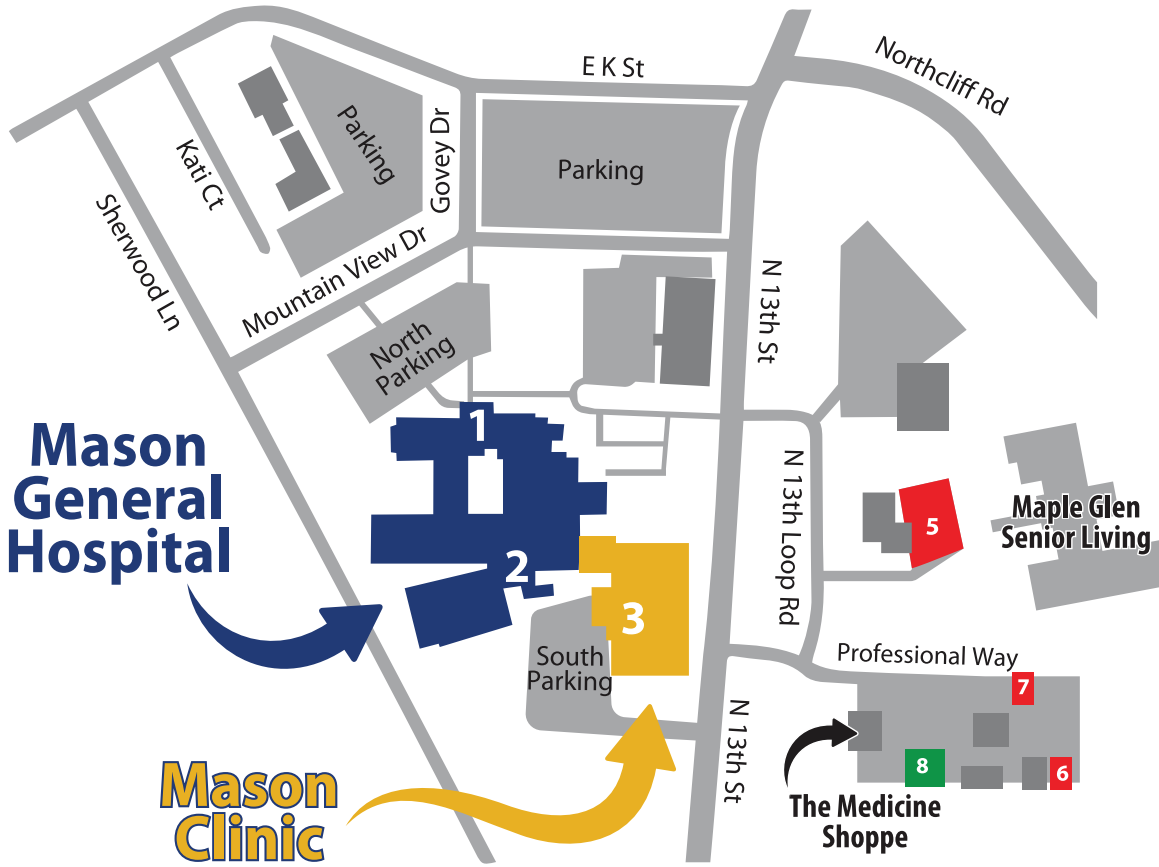 E K St
Northcliff Rd
Parking
Govey Dr
Parking
Kati Ct
Sherwood Ln
Mountain View Dr
N 13th St
North
Parking
1
Mason
General
Hospital
N 13th Loop Rd
5
Maple Glen
Senior Living
2
3
South
Parking
Professional Way
7
N 13th St
8
6
Mason
Clinic
The Medicine
Shoppe